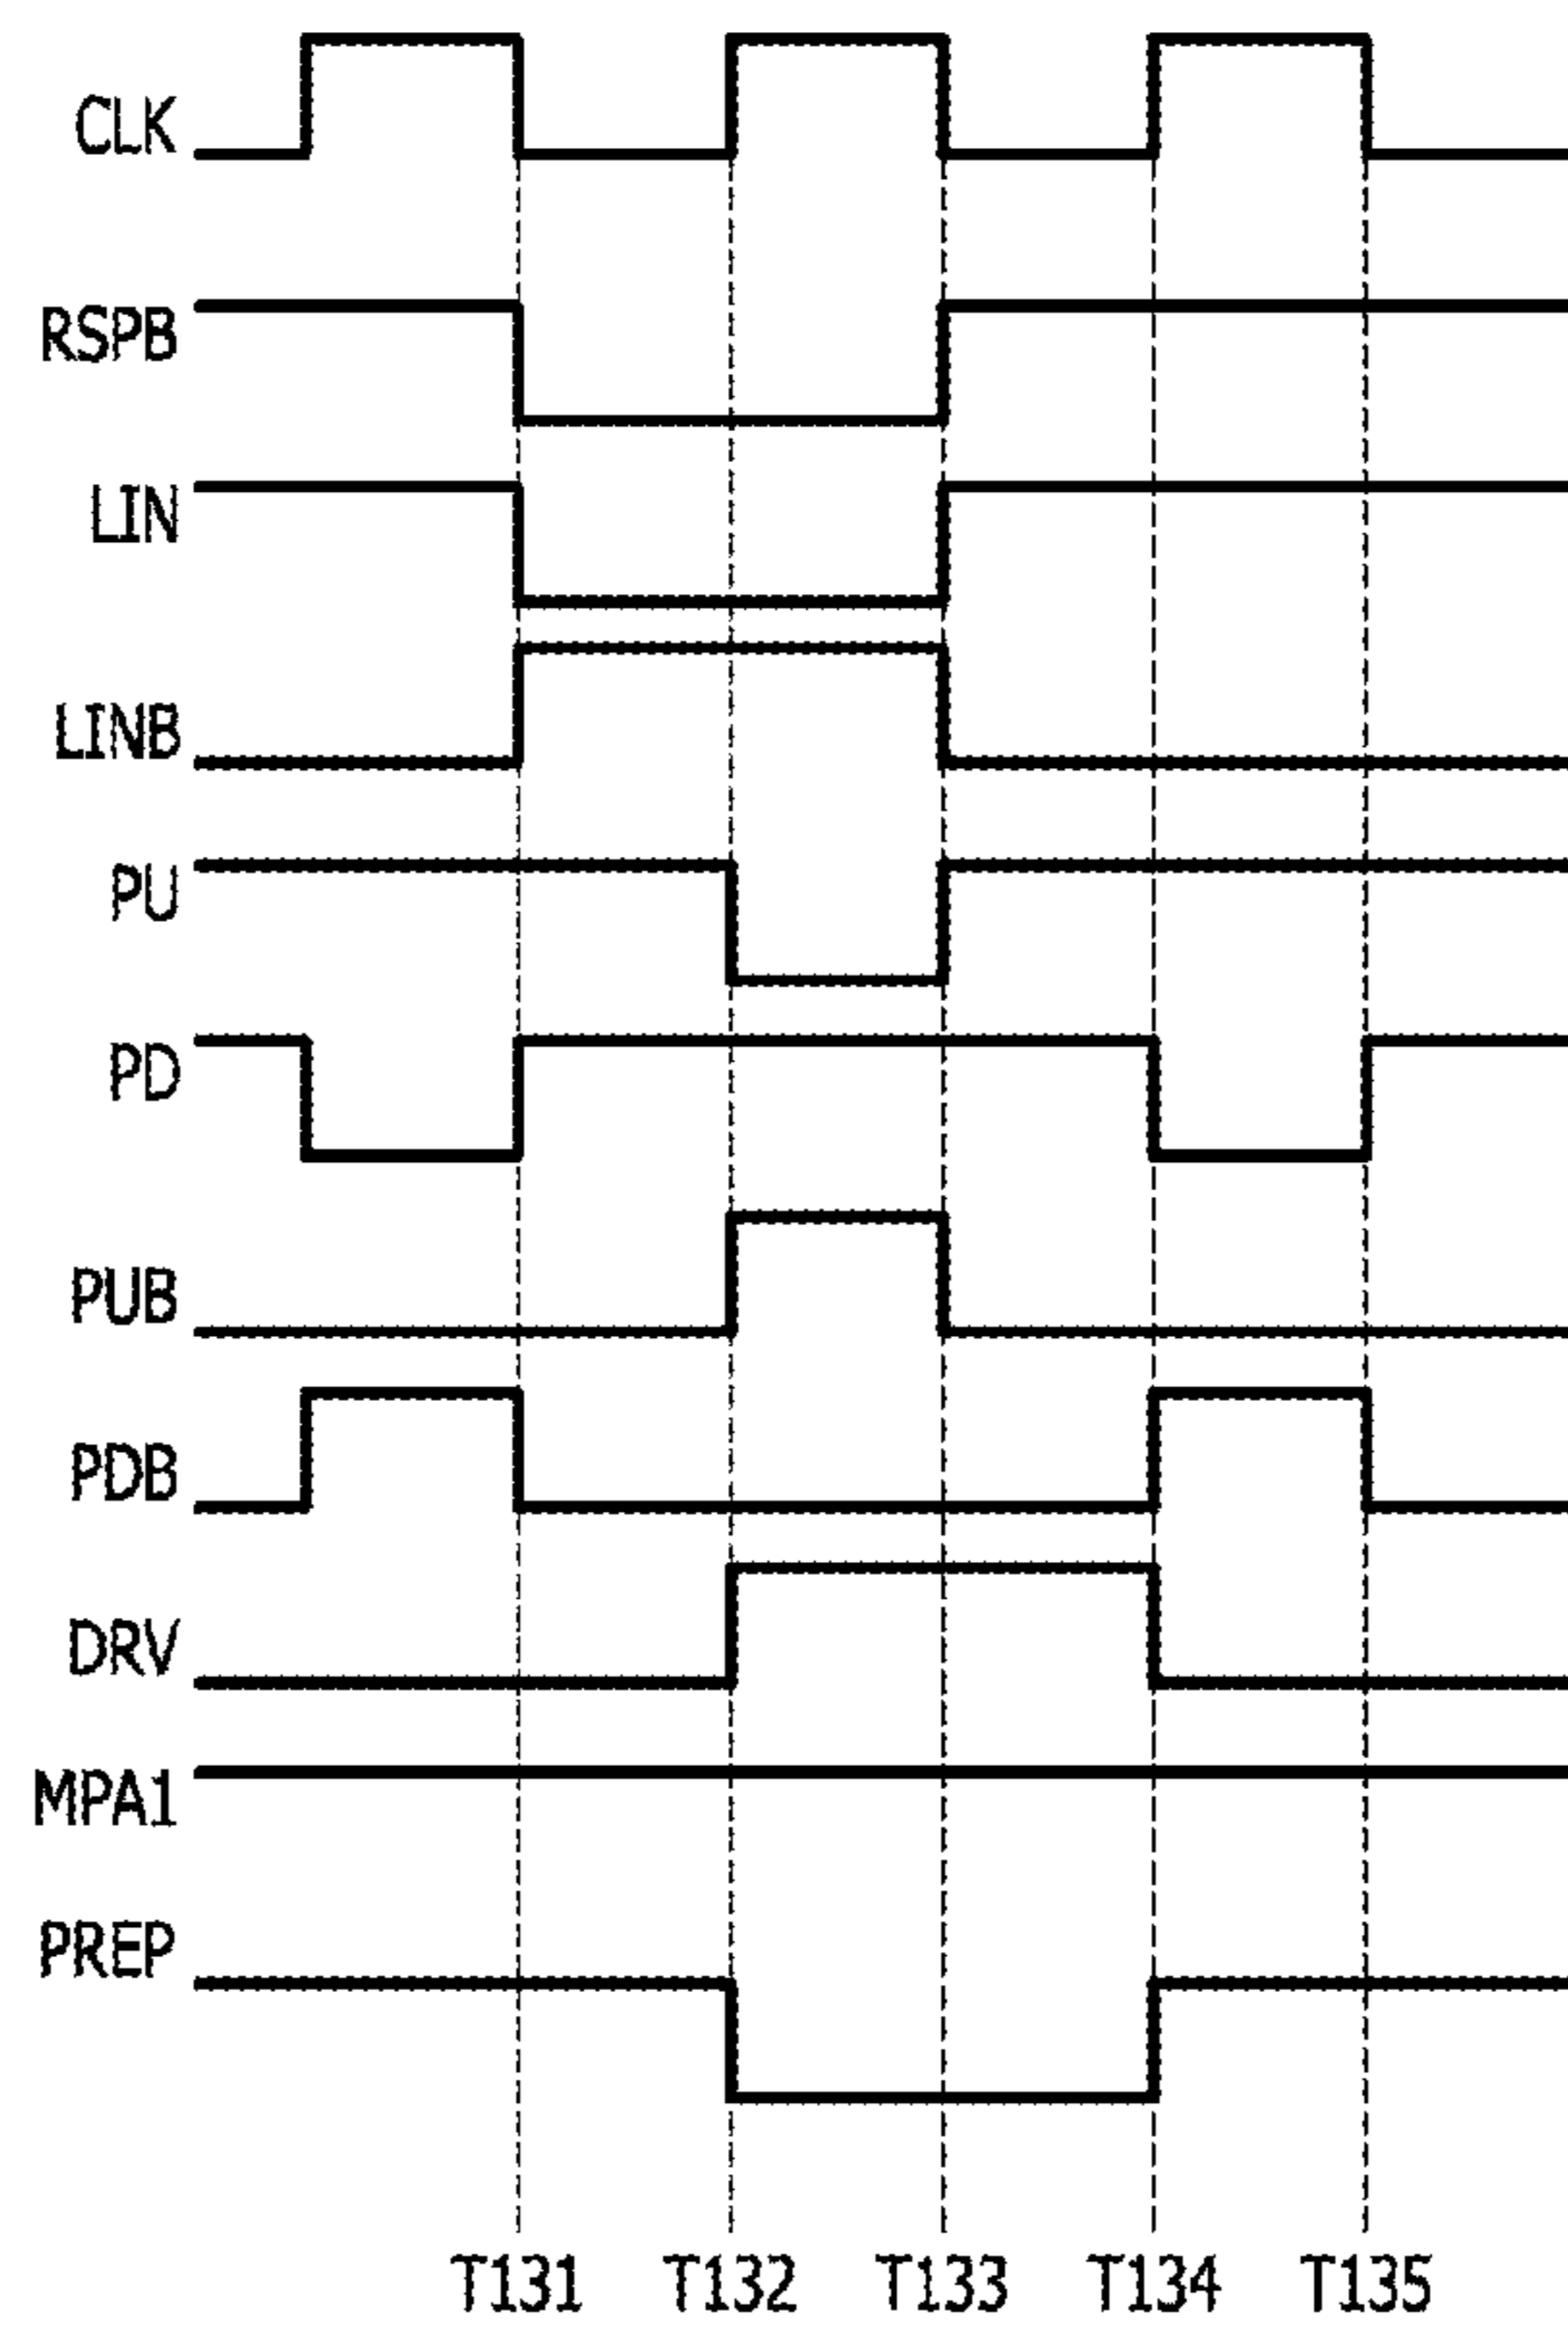 CLK
RSPB
LIN
LINB
PU
PD
PUB
PDB
DRV
MPA1
PREP
T131 T132 T133 T134 T135